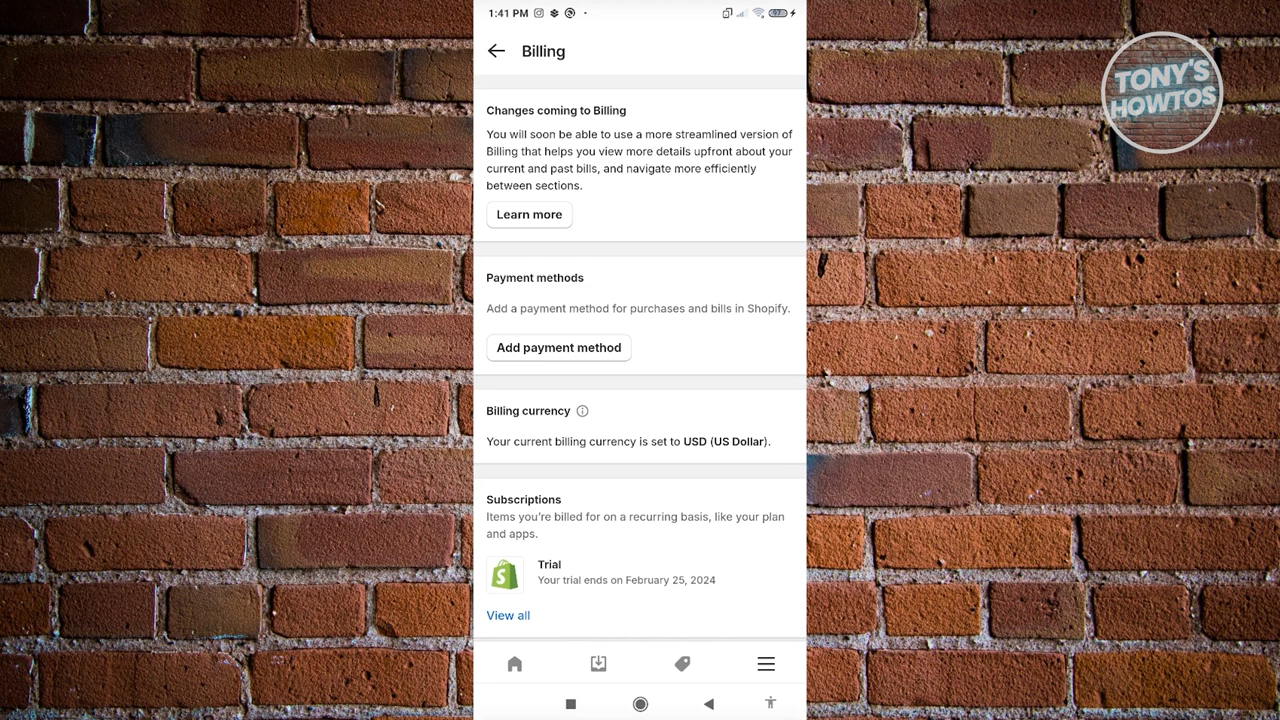 1:41 PM
97
Billing
TONY'S
HOWTOS
Changes coming to Billing
You will soon be able to use a more streamlined version of
Billing that helps you view more details upfront about your
current and past bills, and navigate more efficiently
between sections.
Learn more
Payment methods
Add a payment method for purchases and bills in Shopify.
Add payment method
Billing currency
Your current billing currency is set to USD (US Dollar).
Subscriptions
Items you're billed for on a recurring basis, like your plan
and apps.
Trial
Your trial ends on February 25, 2024
View all